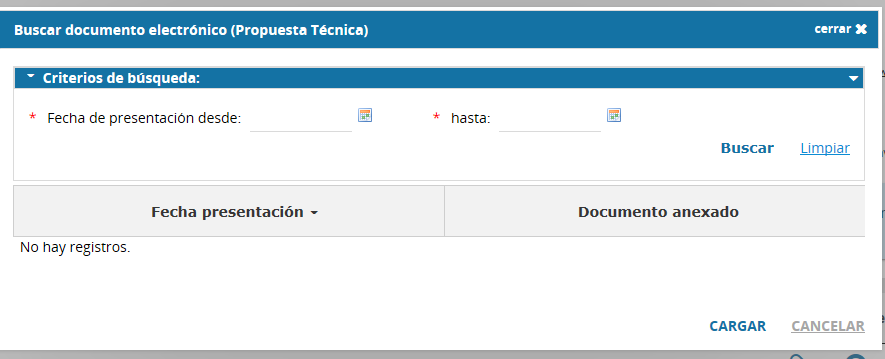 Buscar documento electrónico (Propuesta Técnica) cerrar ✖
Criterios de búsqueda:
* Fecha de presentación desde: * hasta:
Buscar Limpiar
Fecha presentación Documento anexado
No hay registros.
CARGAR CANCELAR